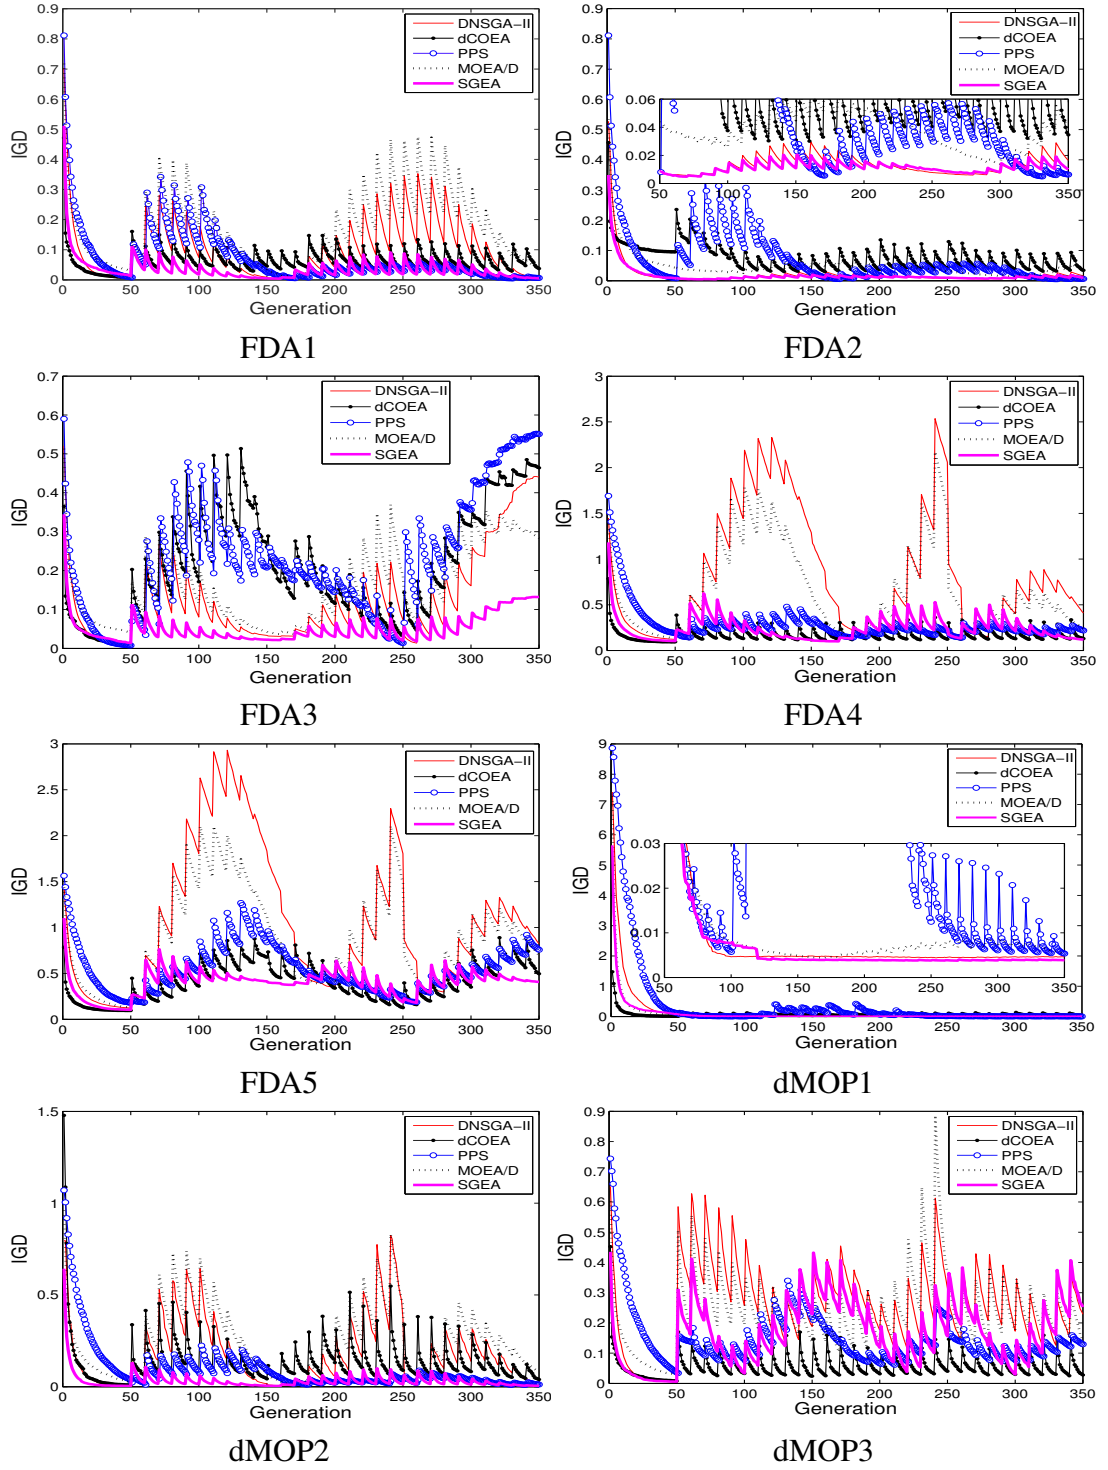 0.9
0.8
0.7
0.6
0.5
0.4
0.3
0.2
0.1
0
IGD
DNSGA-II
dCOEA
PPS
MOEA/D
SGEA
0 50 100 150 200 250 300 350
Generation
FDA1
0.9
0.8
0.7
0.6
0.5
0.4
0.3
0.2
0.1
0
IGD
DNSGA-II
dCOEA
PPS
MOEA/D
SGEA
0.06
0.04
0.02
0
50 100 150 200 250 300 350
0 50 100 150 200 250 300 350
Generation
FDA2
0.7
0.6
0.5
0.4
0.3
0.2
0.1
0
IGD
DNSGA-II
dCOEA
PPS
MOEA/D
SGEA
0 50 100 150 200 250 300 350
Generation
FDA3
3
2.5
2
1.5
1
0.5
0
IGD
DNSGA-II
dCOEA
PPS
MOEA/D
SGEA
0 50 100 150 200 250 300 350
Generation
FDA4
3
2.5
2
1.5
1
0.5
0
IGD
DNSGA-II
dCOEA
PPS
MOEA/D
SGEA
0 50 100 150 200 250 300 350
Generation
FDA5
9
8
7
6
5
4
3
2
1
0
IGD
DNSGA-II
dCOEA
PPS
MOEA/D
SGEA
0.03
0.02
0.01
0
50 100 150 200 250 300 350
0 50 100 150 200 250 300 350
Generation
dMOP1
1.5
1
0.5
0
IGD
DNSGA-II
dCOEA
PPS
MOEA/D
SGEA
0 50 100 150 200 250 300 350
Generation
dMOP2
0.9
0.8
0.7
0.6
0.5
0.4
0.3
0.2
0.1
0
IGD
DNSGA-II
dCOEA
PPS
MOEA/D
SGEA
0 50 100 150 200 250 300 350
Generation
dMOP3